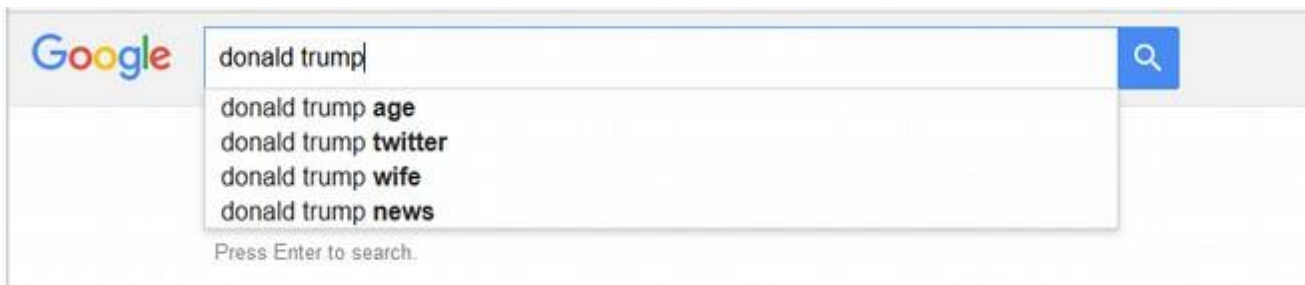 Google donald trump
donald trump age
donald trump twitter
donald trump wife
donald trump news
Press Enter to search.